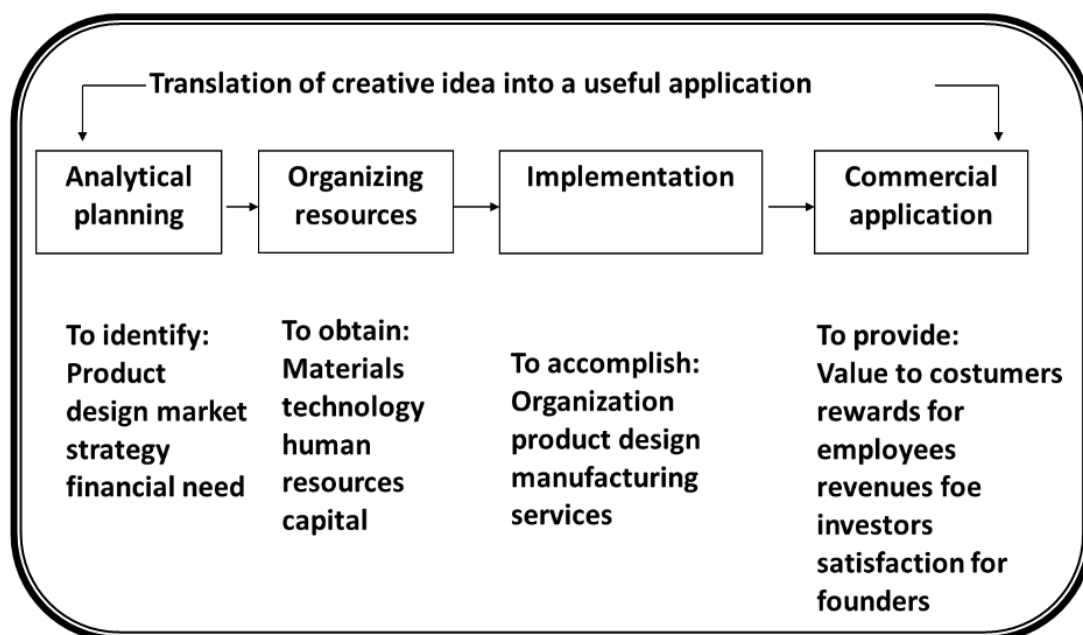 Translation of creative idea into a useful application
Analytical
planning
Organizing
resources
Implementation
Commercial
application
To identify:
Product
design market
strategy
financial need
To obtain:
Materials
technology
human
resources
capital
To accomplish:
Organization
product design
manufacturing
services
To provide:
Value to costumers
rewards for
employees
revenues foe
investors
satisfaction for
founders